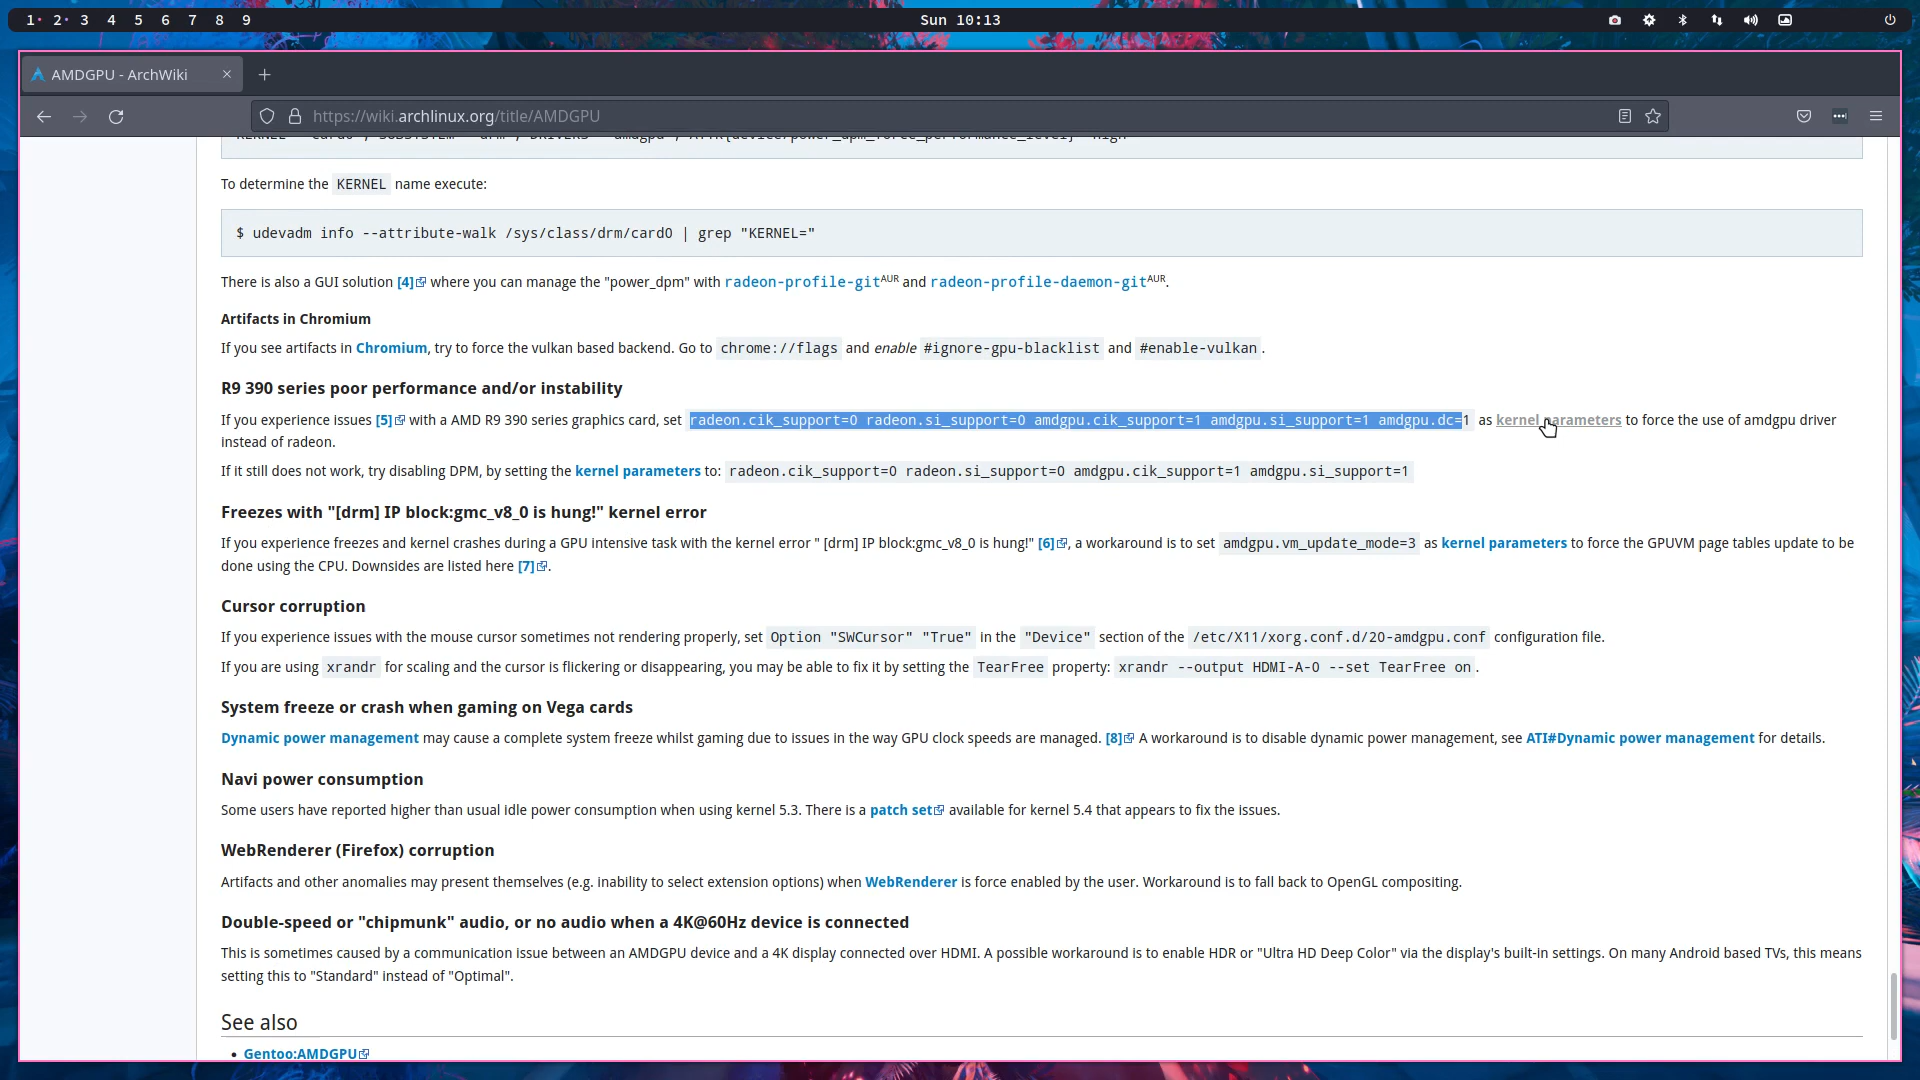 1 2 3 4 5 6 7 8 9
Sun 10:13
AMDGPU - ArchWiki
https://wiki.archlinux.org/title/AMDGPU
To determine the KERNEL name execute:
$ udevadm info --attribute-walk /sys/class/drm/card0 | grep "KERNEL="
There is also a GUI solution [4] where you can manage the "power_dpm" with radeon-profile-gitAUR and radeon-profile-daemon-gitAUR.
Artifacts in Chromium
If you see artifacts in Chromium, try to force the vulkan based backend. Go to chrome://flags and enable #ignore-gpu-blacklist and #enable-vulkan.
R9 390 series poor performance and/or instability
If you experience issues [5] with a AMD R9 390 series graphics card, set radeon.cik_support=0 radeon.si_support=0 amdgpu.cik_support=1 amdgpu.si_support=1 amdgpu.dc=1 as kernel parameters to force the use of amdgpu driver
instead of radeon.
If it still does not work, try disabling DPM, by setting the kernel parameters to: radeon.cik_support=0 radeon.si_support=0 amdgpu.cik_support=1 amdgpu.si_support=1
Freezes with "[drm] IP block:gmc_v8_0 is hung!" kernel error
If you experience freezes and kernel crashes during a GPU intensive task with the kernel error " [drm] IP block:gmc_v8_0 is hung!" [6], a workaround is to set amdgpu.vm_update_mode=3 as kernel parameters to force the GPUVM page tables update to be
done using the CPU. Downsides are listed here [7].
Cursor corruption
If you experience issues with the mouse cursor sometimes not rendering properly, set Option "SWCursor" "True" in the "Device" section of the /etc/X11/xorg.conf.d/20-amdgpu.conf configuration file.
If you are using xrandr for scaling and the cursor is flickering or disappearing, you may be able to fix it by setting the TearFree property: xrandr --output HDMI-A-0 --set TearFree on.
System freeze or crash when gaming on Vega cards
Dynamic power management may cause a complete system freeze whilst gaming due to issues in the way GPU clock speeds are managed. [8] A workaround is to disable dynamic power management, see ATI#Dynamic power management for details.
Navi power consumption
Some users have reported higher than usual idle power consumption when using kernel 5.3. There is a patch set available for kernel 5.4 that appears to fix the issues.
WebRenderer (Firefox) corruption
Artifacts and other anomalies may present themselves (e.g. inability to select extension options) when WebRenderer is force enabled by the user. Workaround is to fall back to OpenGL compositing.
Double-speed or "chipmunk" audio, or no audio when a 4K@60Hz device is connected
This is sometimes caused by a communication issue between an AMDGPU device and a 4K display connected over HDMI. A possible workaround is to enable HDR or "Ultra HD Deep Color" via the display's built-in settings. On many Android based TVs, this means
setting this to "Standard" instead of "Optimal".
See also
• Gentoo:AMDGPU